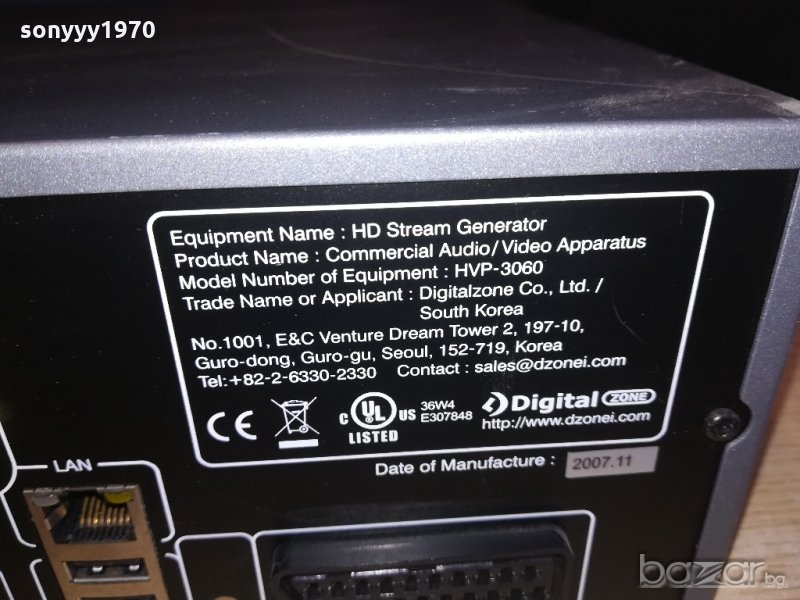 sonyyy1970
Equipment Name : HD Stream Generator
Product Name : Commercial Audio/Video Apparatus
Model Number of Equipment : HVP-3060
Trade Name or Applicant : Digitalzone Co., Ltd. /
South Korea
No.1001, E&C Venture Dream Tower 2, 197-10,
Guro-dong, Guro-gu, Seoul, 152-719, Korea
Tel:+82-2-6330-2330 Contact : sales@dzonei.com
CE
C UL US
LISTED
36W4
E307848
Digital ZONE
http://www.dzonei.com
Date of Manufacture : 2007.11
LAN
bazar.bg